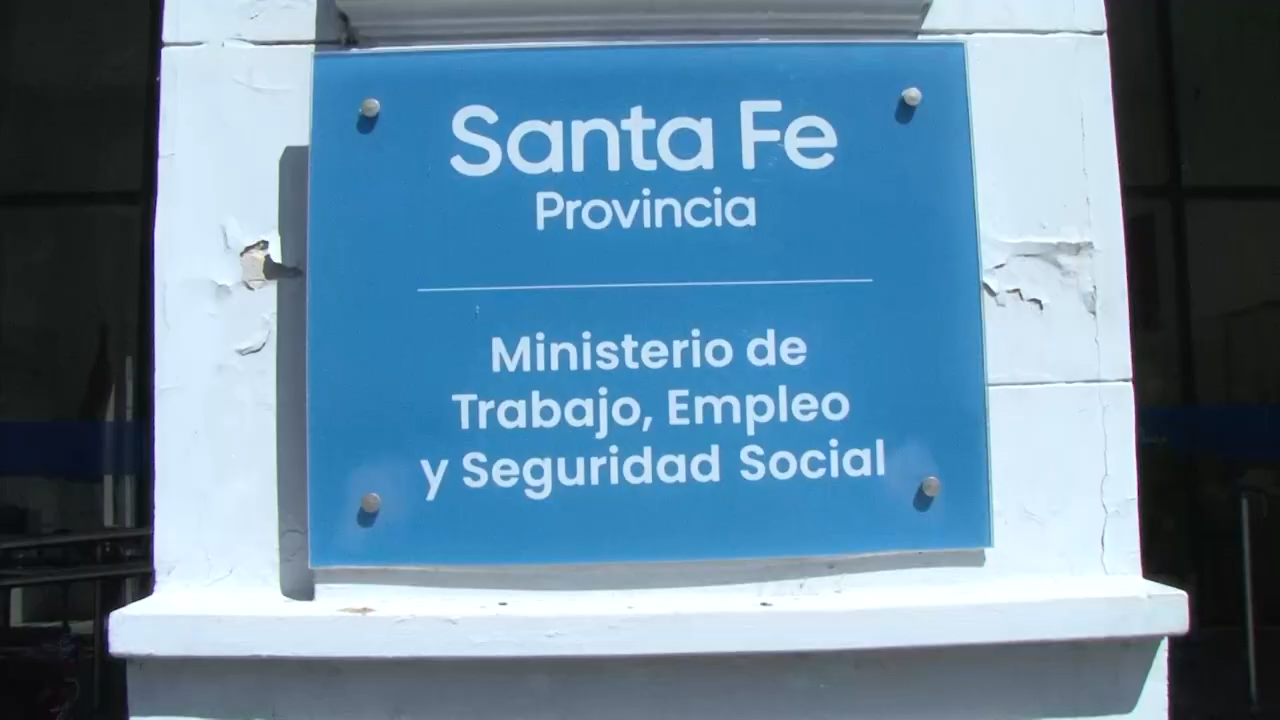 Santa Fe
Provincia
Ministerio de
Trabajo, Empleo
y Seguridad Social